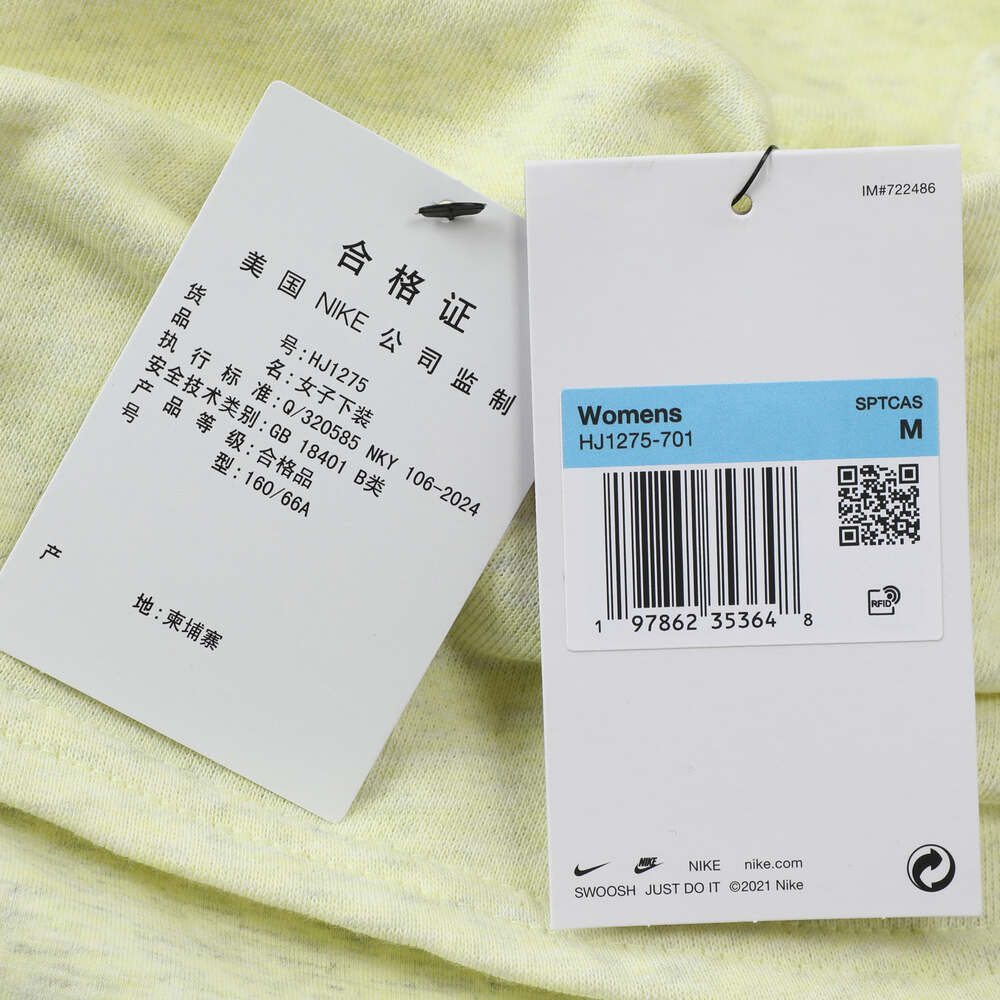 合格证
美国 NIKE 公司监制
货 号:HJ1275
品 名:女子下装
执行标准:Q/320585 NKY 106-2024
安全技术类别:GB 18401 B类
产品等级:合格品
号 型:160/66A
产 地:柬埔寨
IM#722486
Womens
SPTCAS
HJ1275-701
M
RFID
1 97862 35364 8
NIKE NIKE nike.com
SWOOSH JUST DO IT ©2021 Nike